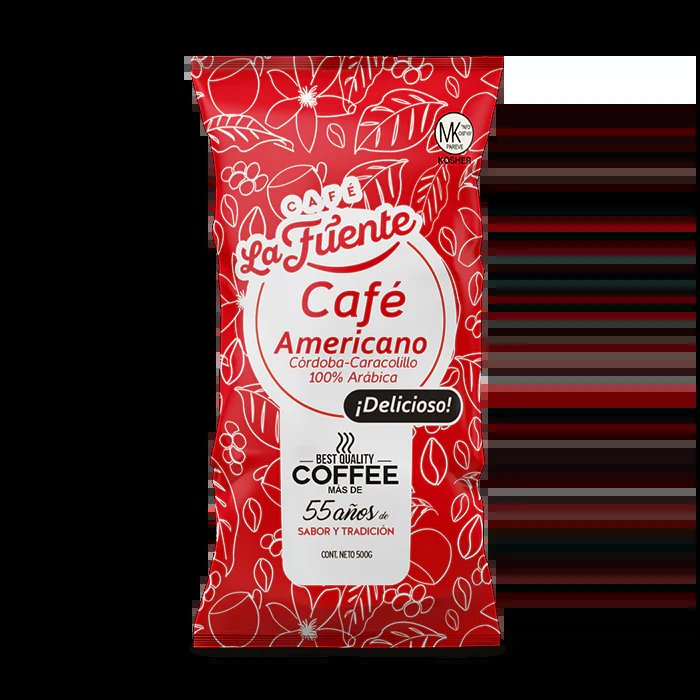 MK
Kosher
PAREVE
KOSHER
CAFÉ
La Fuente
Café
Americano
Córdoba-Caracolillo
100% Arábica
¡Delicioso!
BEST QUALITY
COFFEE
MÁS DE
55 años de
SABOR Y TRADICIÓN
CONT. NETO 500G